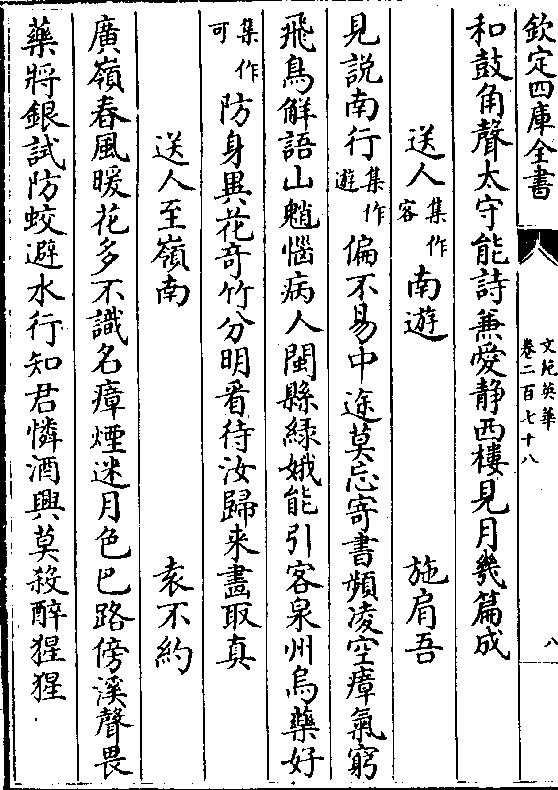 欽定四庫全書
文苑英華
卷二百七十八
八
和鼓角聲太守能詩兼愛静西樓見月幾篇成
送人集作客南遊 施肩吾
見説南行集作遊偏不易中途莫忘寄書頻凌空瘴氣窮
飛鳥解語山魈惱病人閩縣緑娥能引客泉州烏藥好
集作可防身異花奇竹分明看待汝歸来畫取真
送人至嶺南 袁不約
廣嶺春風暖花多不識名瘴煙迷月色巴路傍溪聲畏
藥將銀試防蛟避水行知君憐酒興莫殺醉猩猩